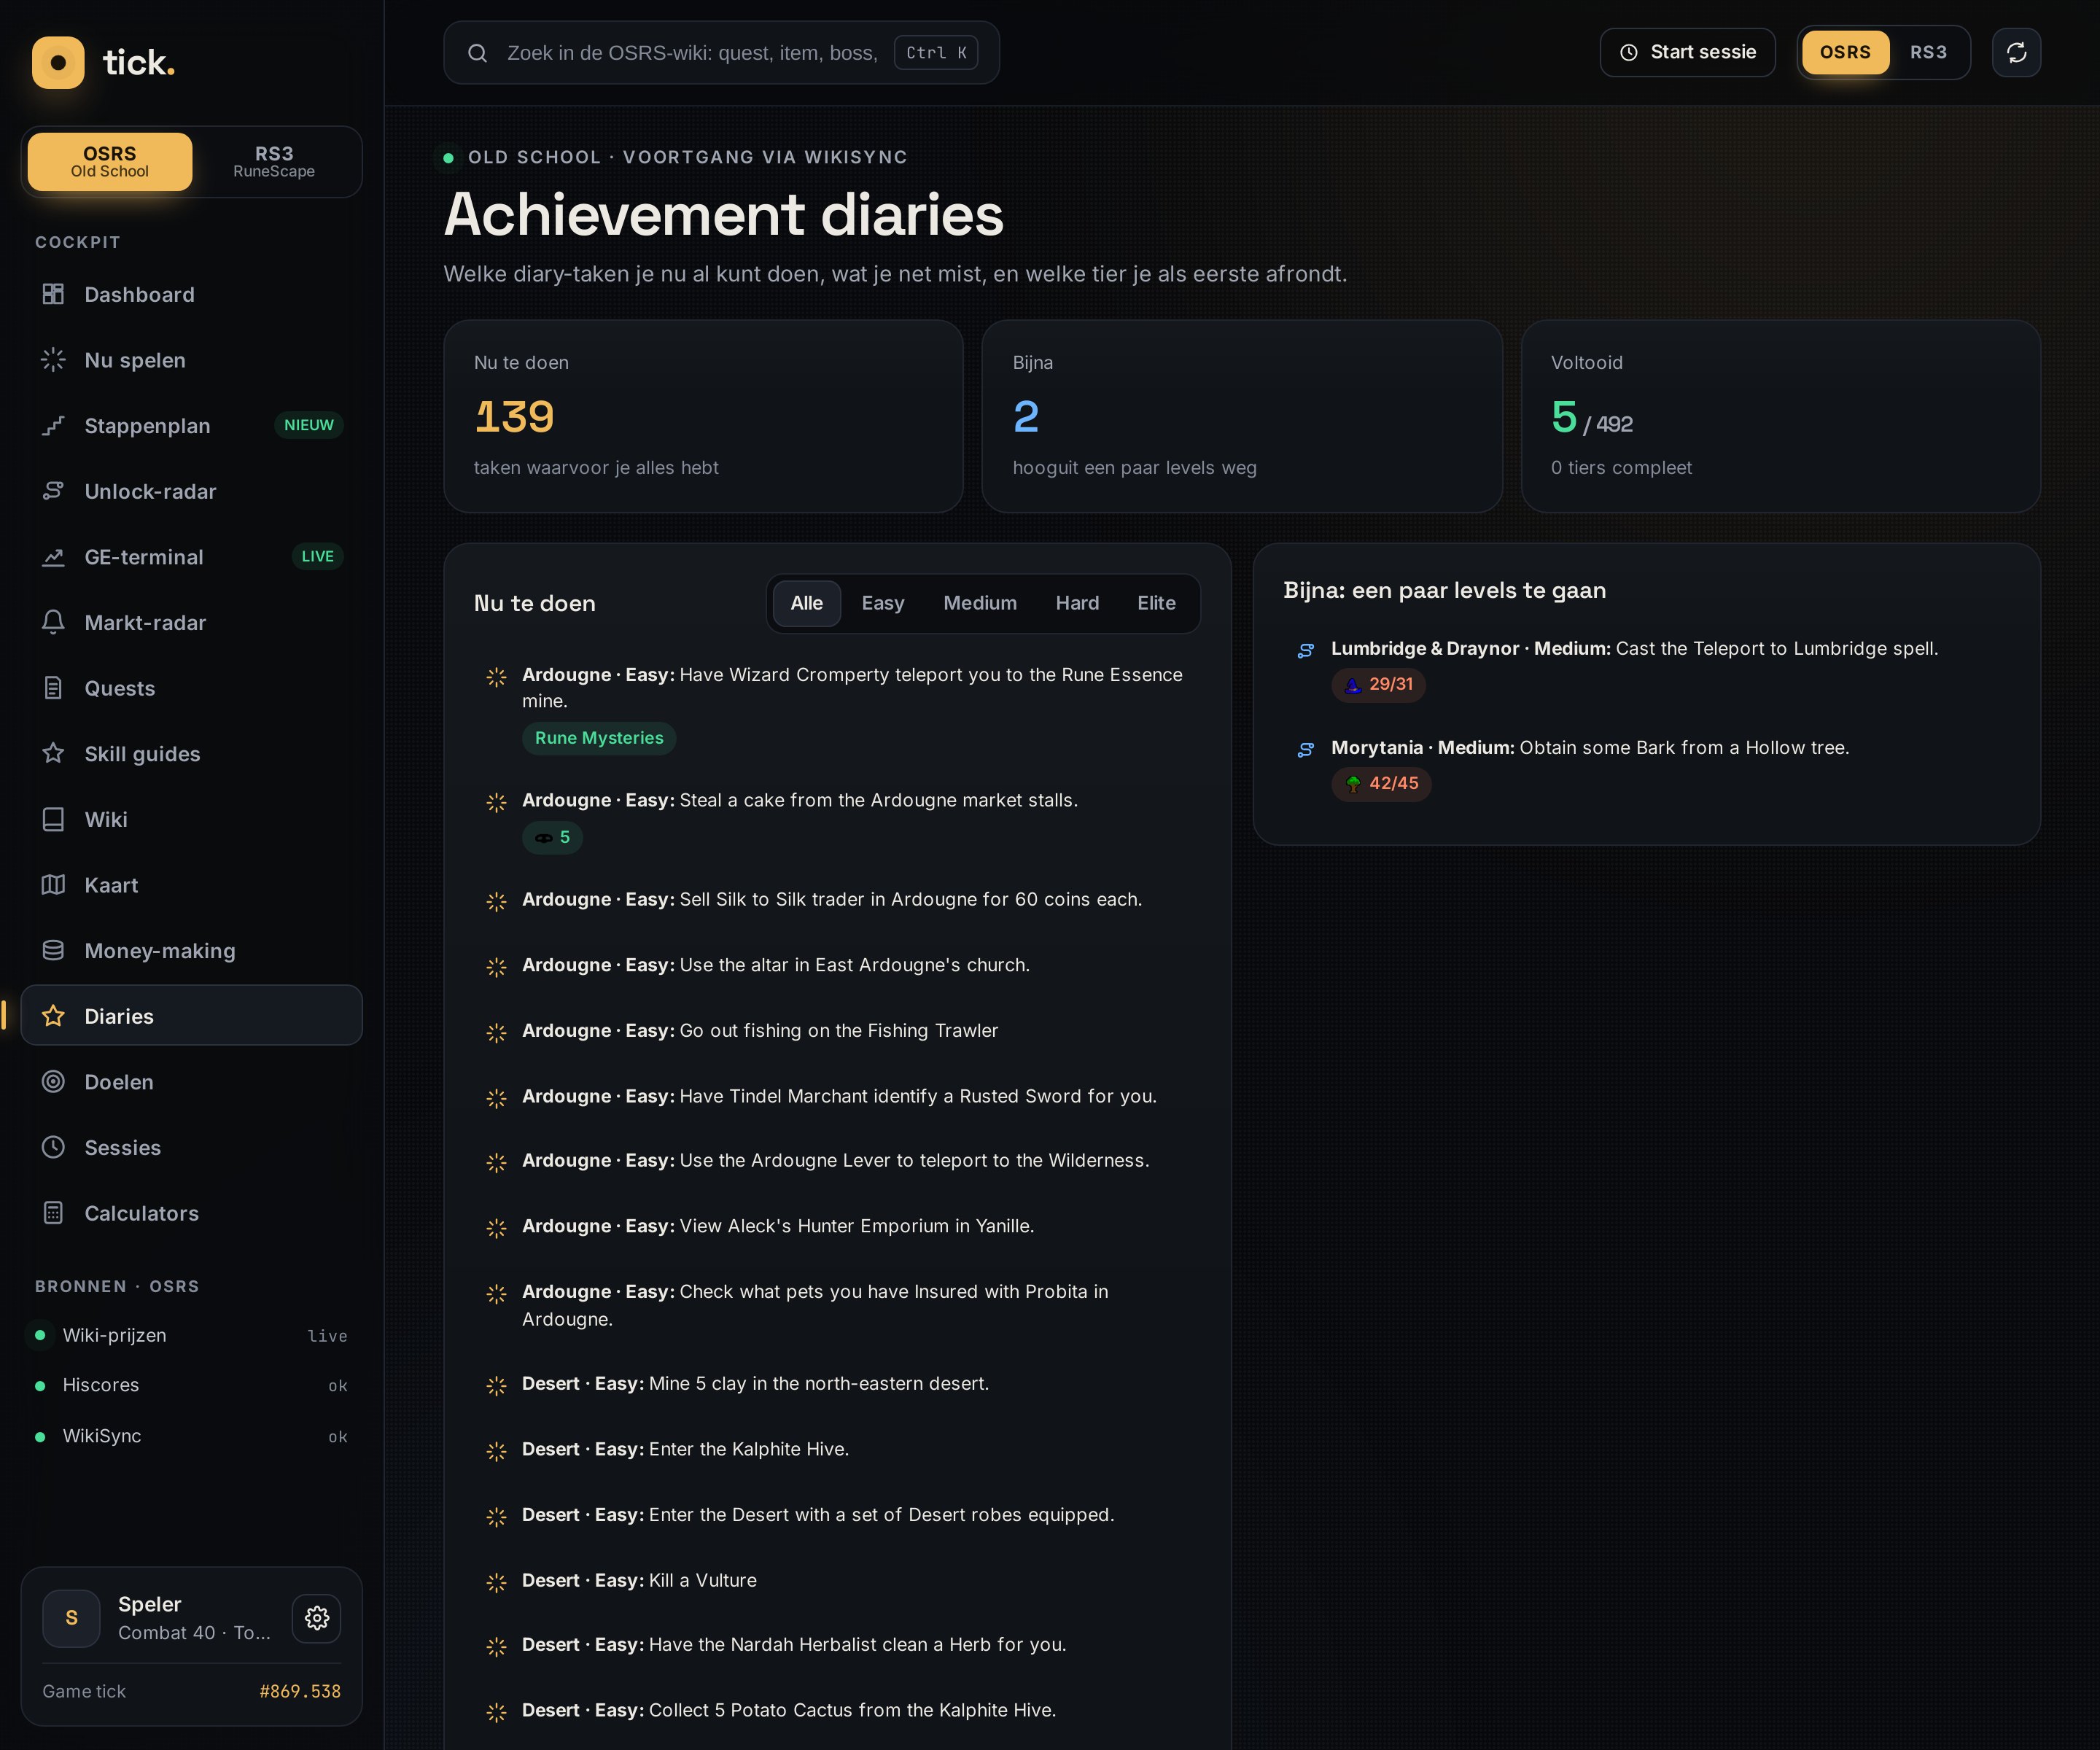 tick.
OSRS
Old School
RS3
RuneScape
COCKPIT
Dashboard
Nu spelen
Stappenplan NIEUW
Unlock-radar
GE-terminal LIVE
Markt-radar
Quests
Skill guides
Wiki
Kaart
Money-making
Diaries
Doelen
Sessies
Calculators
BRONNEN · OSRS
Wiki-prijzen live
Hiscores ok
WikiSync ok
S
Speler
Combat 40 · To...
Game tick #869.538
Zoek in de OSRS-wiki: quest, item, boss, Ctrl K
Start sessie
OSRS RS3
OLD SCHOOL · VOORTGANG VIA WIKISYNC
Achievement diaries
Welke diary-taken je nu al kunt doen, wat je net mist, en welke tier je als eerste afrondt.
Nu te doen
139
taken waarvoor je alles hebt
Bijna
2
hooguit een paar levels weg
Voltooid
5 / 492
0 tiers compleet
Nu te doen
Alle Easy Medium Hard Elite
Ardougne · Easy: Have Wizard Cromperty teleport you to the Rune Essence
mine.
Rune Mysteries
Ardougne · Easy: Steal a cake from the Ardougne market stalls.
5
Ardougne · Easy: Sell Silk to Silk trader in Ardougne for 60 coins each.
Ardougne · Easy: Use the altar in East Ardougne's church.
Ardougne · Easy: Go out fishing on the Fishing Trawler
Ardougne · Easy: Have Tindel Marchant identify a Rusted Sword for you.
Ardougne · Easy: Use the Ardougne Lever to teleport to the Wilderness.
Ardougne · Easy: View Aleck's Hunter Emporium in Yanille.
Ardougne · Easy: Check what pets you have Insured with Probita in
Ardougne.
Desert · Easy: Mine 5 clay in the north-eastern desert.
Desert · Easy: Enter the Kalphite Hive.
Desert · Easy: Enter the Desert with a set of Desert robes equipped.
Desert · Easy: Kill a Vulture
Desert · Easy: Have the Nardah Herbalist clean a Herb for you.
Desert · Easy: Collect 5 Potato Cactus from the Kalphite Hive.
Bijna: een paar levels te gaan
Lumbridge & Draynor · Medium: Cast the Teleport to Lumbridge spell.
29/31
Morytania · Medium: Obtain some Bark from a Hollow tree.
42/45